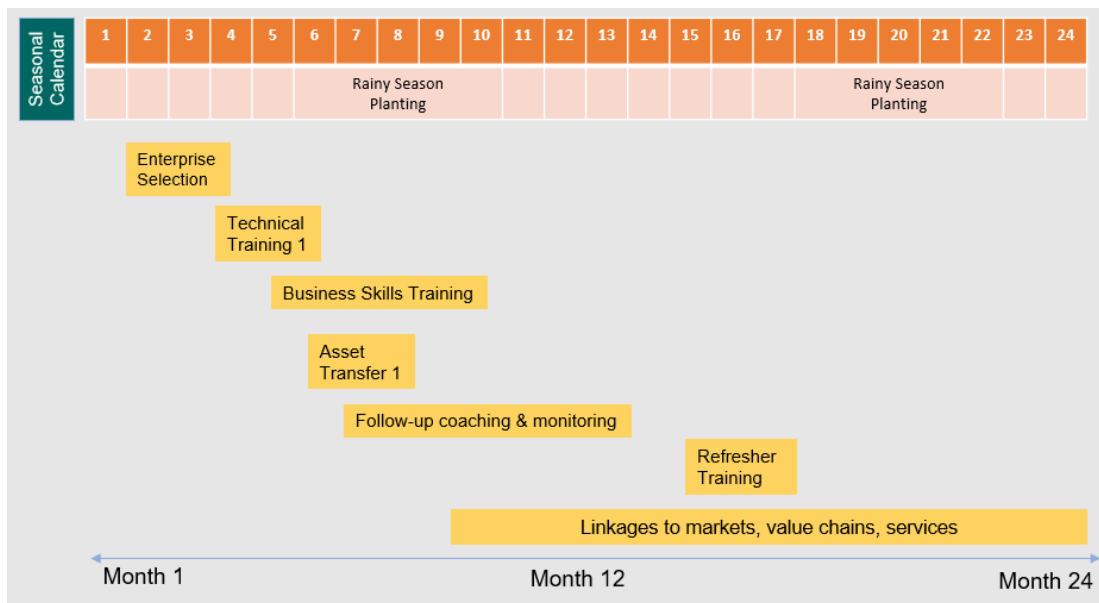 Seasonal
Calendar
1 2 3 4 5 6 7 8 9 10 11 12 13 14 15 16 17 18 19 20 21 22 23 24
Rainy Season
Planting
Rainy Season
Planting
Enterprise
Selection
Technical
Training 1
Business Skills Training
Asset
Transfer 1
Follow-up coaching & monitoring
Refresher
Training
Linkages to markets, value chains, services
Month 1
Month 12
Month 24